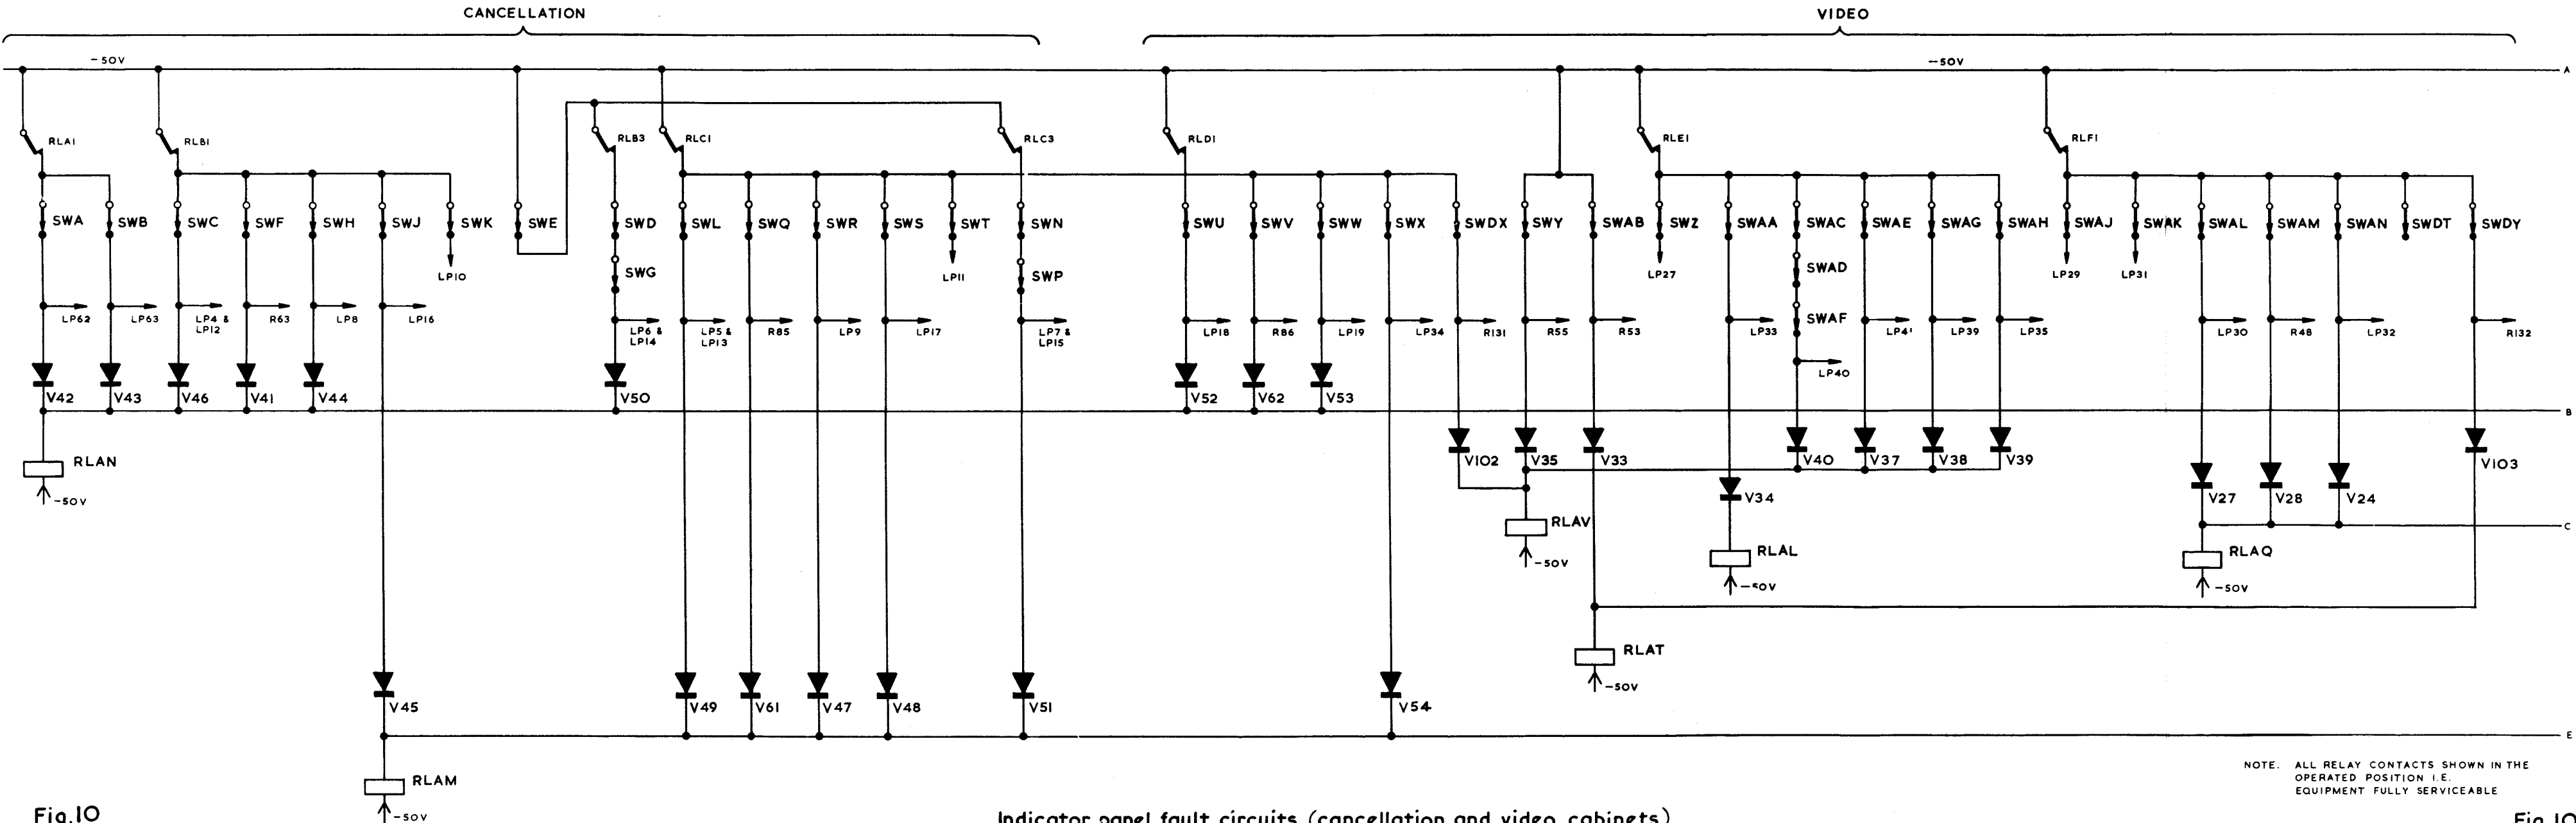 CANCELLATION
VIDEO
-50V
-50V
A
RLA1
RLB1
RLB3
RLC1
RLC3
RLD1
RLE1
RLF1
SWA
SWB
SWC
SWF
SWH
SWJ
SWK
SWE
SWD
SWL
SWQ
SWR
SWS
SWT
SWN
SWU
SWV
SWW
SWX
SWDX
SWY
SWAB
SWZ
SWAA
SWAC
SWAE
SWAG
SWAH
SWAJ
SWAK
SWAL
SWAM
SWAN
SWDT
SWDY
LP10
SWG
LP11
SWP
LP27
SWAD
LP29
LP31
LP62
LP63
LP4 &
LP12
R63
LP8
LP16
LP6 &
LP14
LP5 &
LP13
R85
LP9
LP17
LP7 &
LP15
LP18
R86
LP19
LP34
R131
R55
R53
LP33
SWAF
LP41
LP39
LP35
LP30
R48
LP32
R132
LP40
V42
V43
V46
V41
V44
V50
V52
V62
V53
B
RLAN
-50V
V102
V35
V33
V40
V37
V38
V39
V103
V34
V27
V28
V24
RLAV
-50V
C
RLAL
-50V
RLAQ
-50V
RLAT
-50V
V45
V49
V61
V47
V48
V51
V54
E
RLAM
-50V
NOTE. ALL RELAY CONTACTS SHOWN IN THE
OPERATED POSITION I.E.
EQUIPMENT FULLY SERVICEABLE
Fig.10
Indicator panel fault circuits (cancellation and video cabinets)
Fig.10